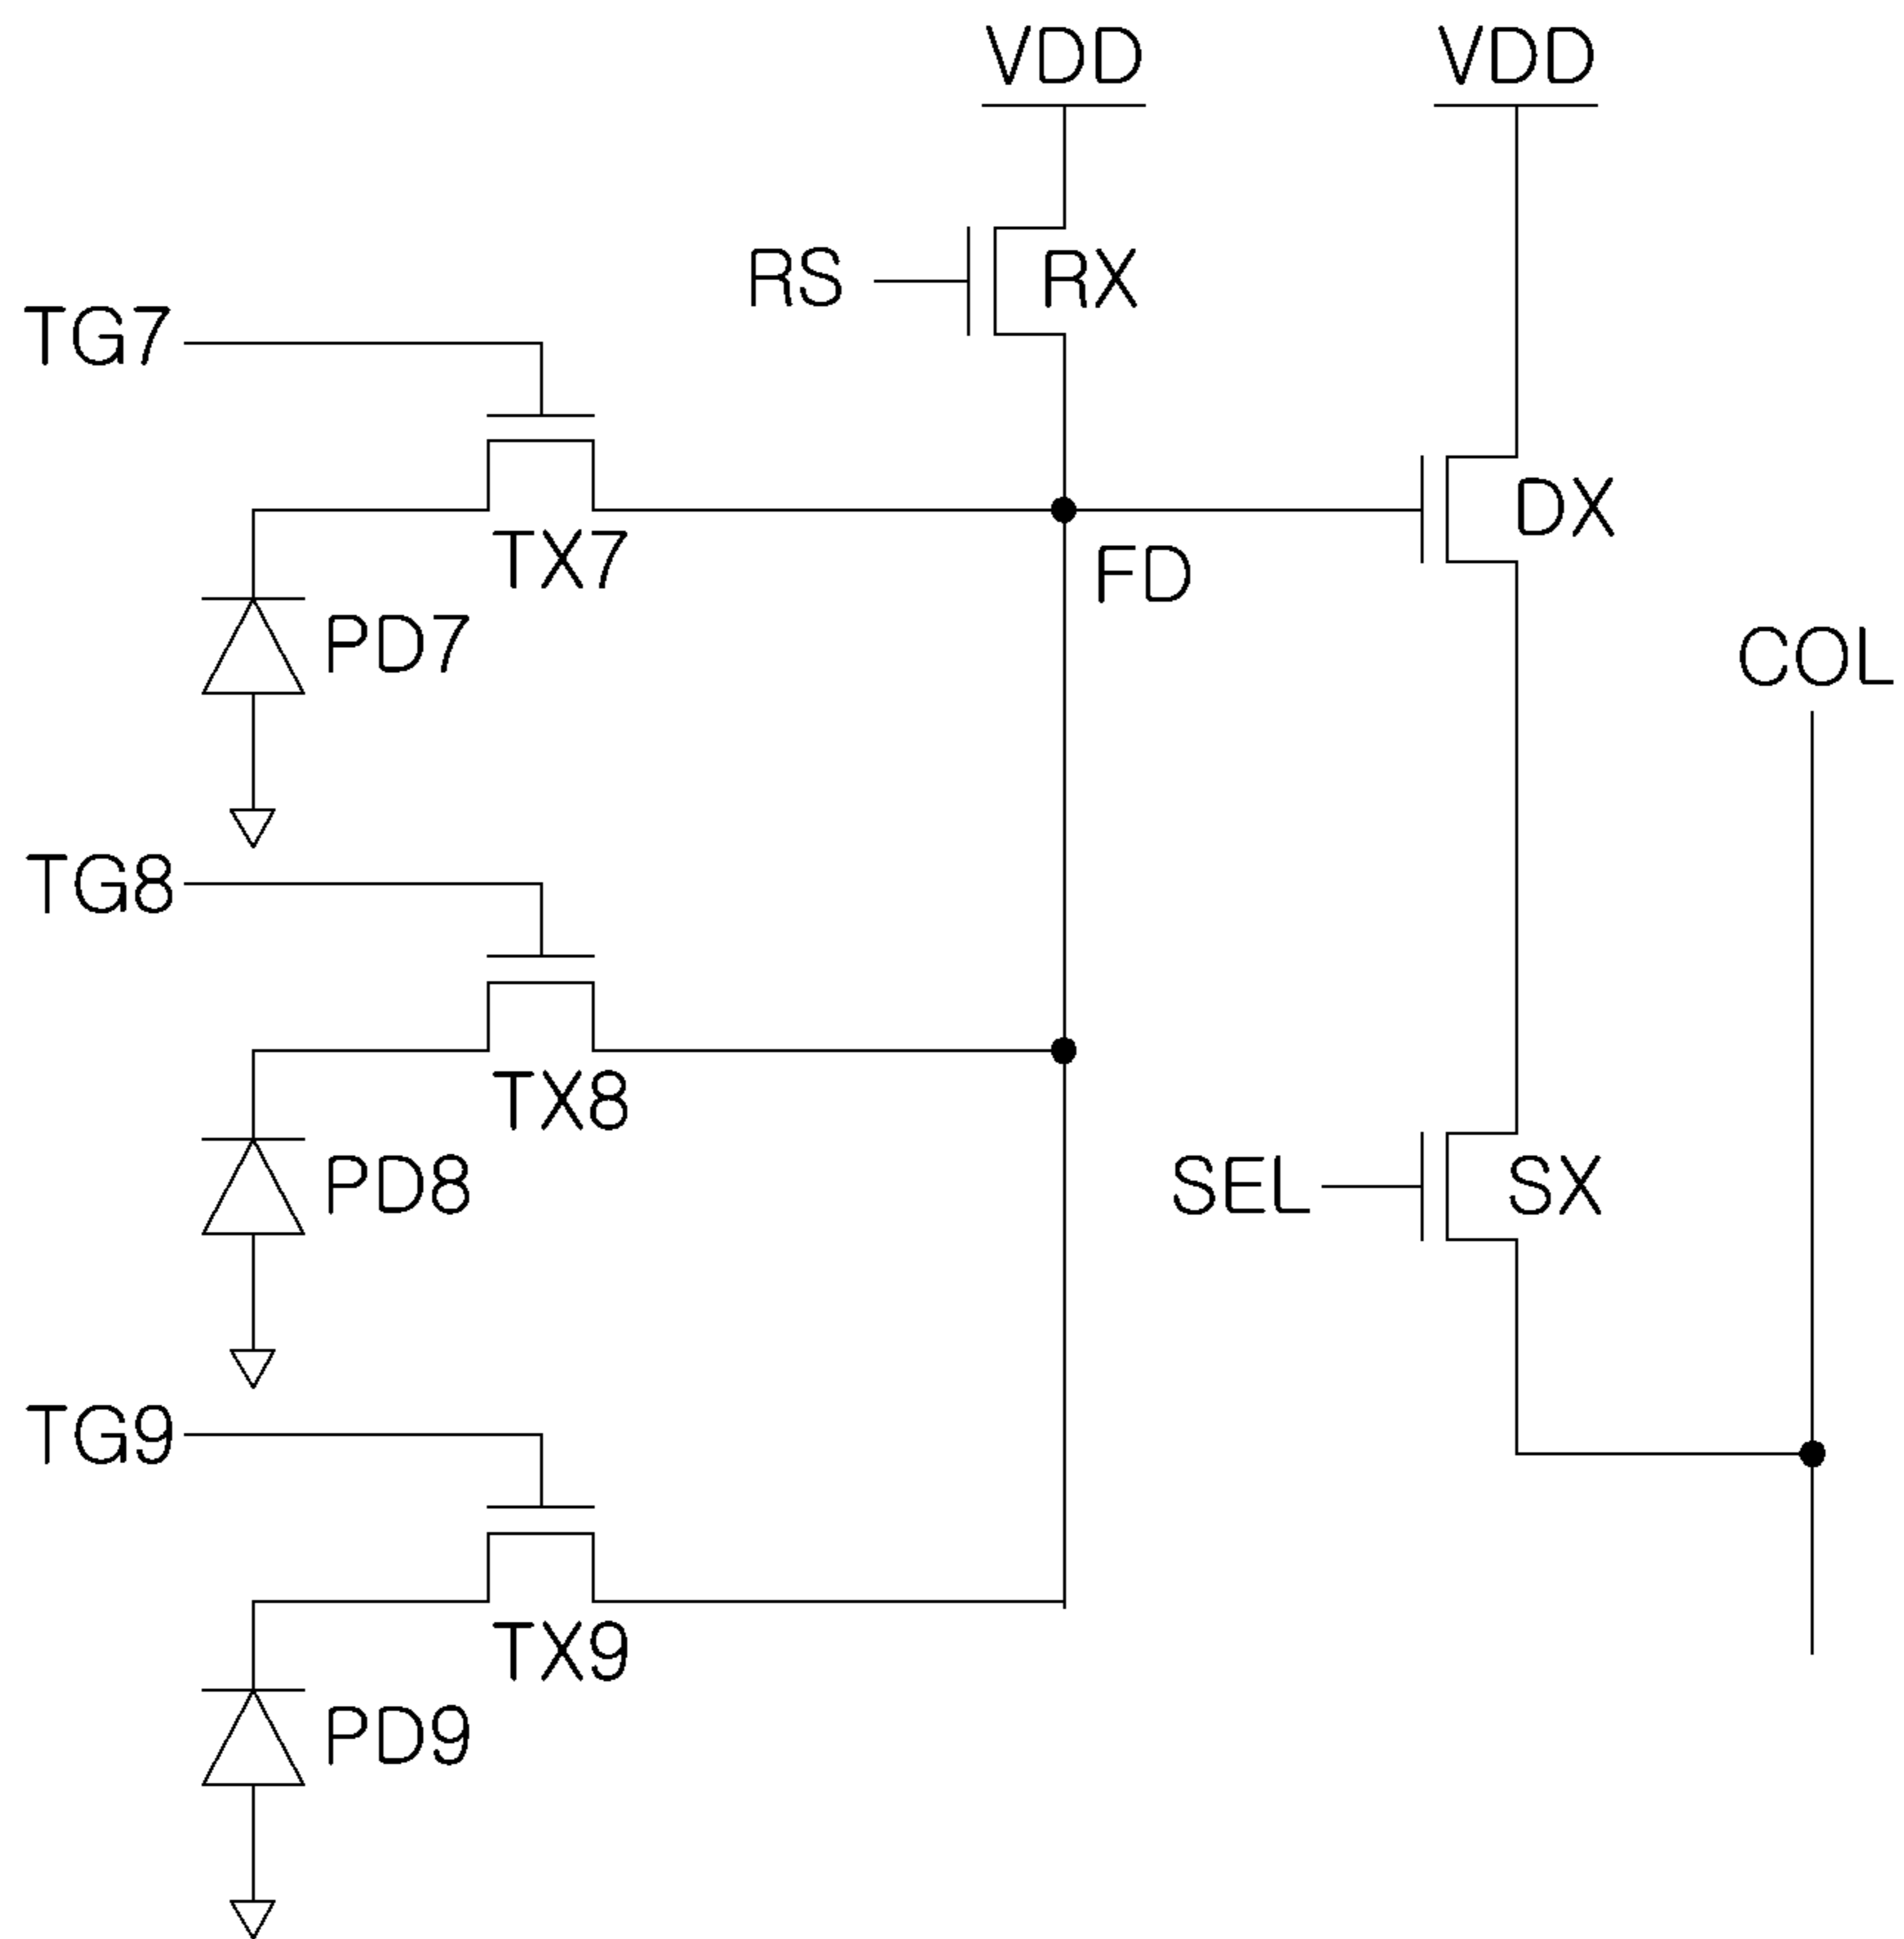 VDD
VDD
RS
RX
TG7
DX
TX7
FD
PD7
COL
TG8
TX8
PD8
SEL
SX
TG9
TX9
PD9